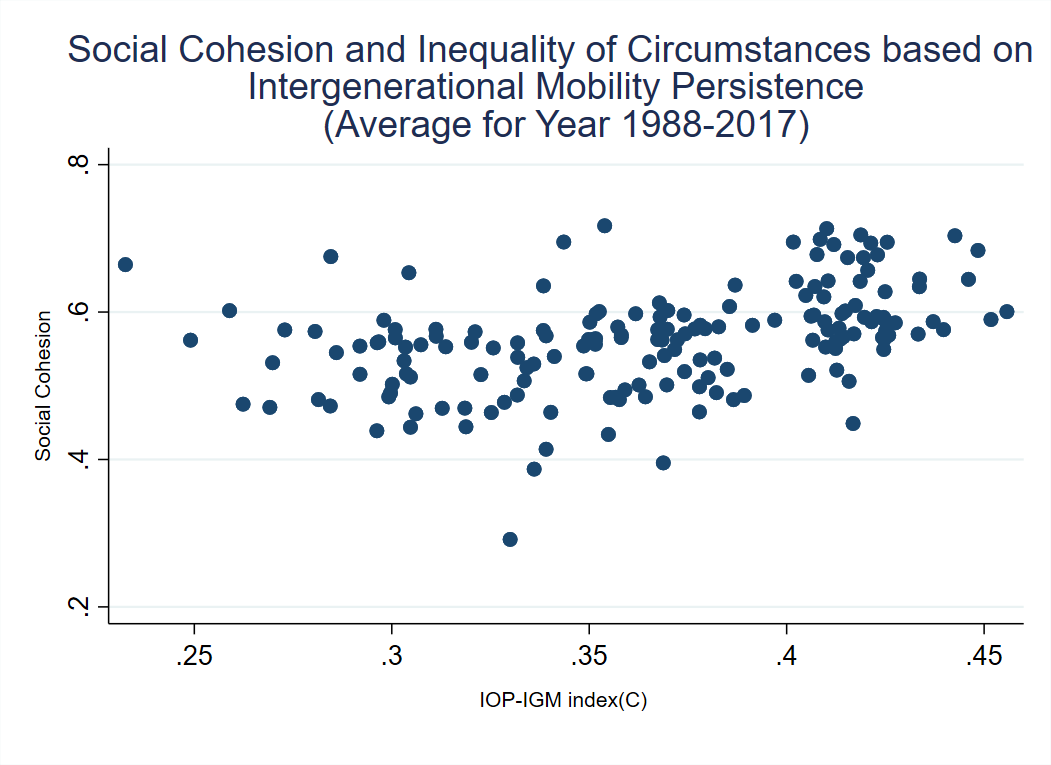 Social Cohesion and Inequality of Circumstances based on
Intergenerational Mobility Persistence
(Average for Year 1988-2017)
.8
.6
.4
.2
Social Cohesion
.25 .3 .35 .4 .45
IOP-IGM index(C)